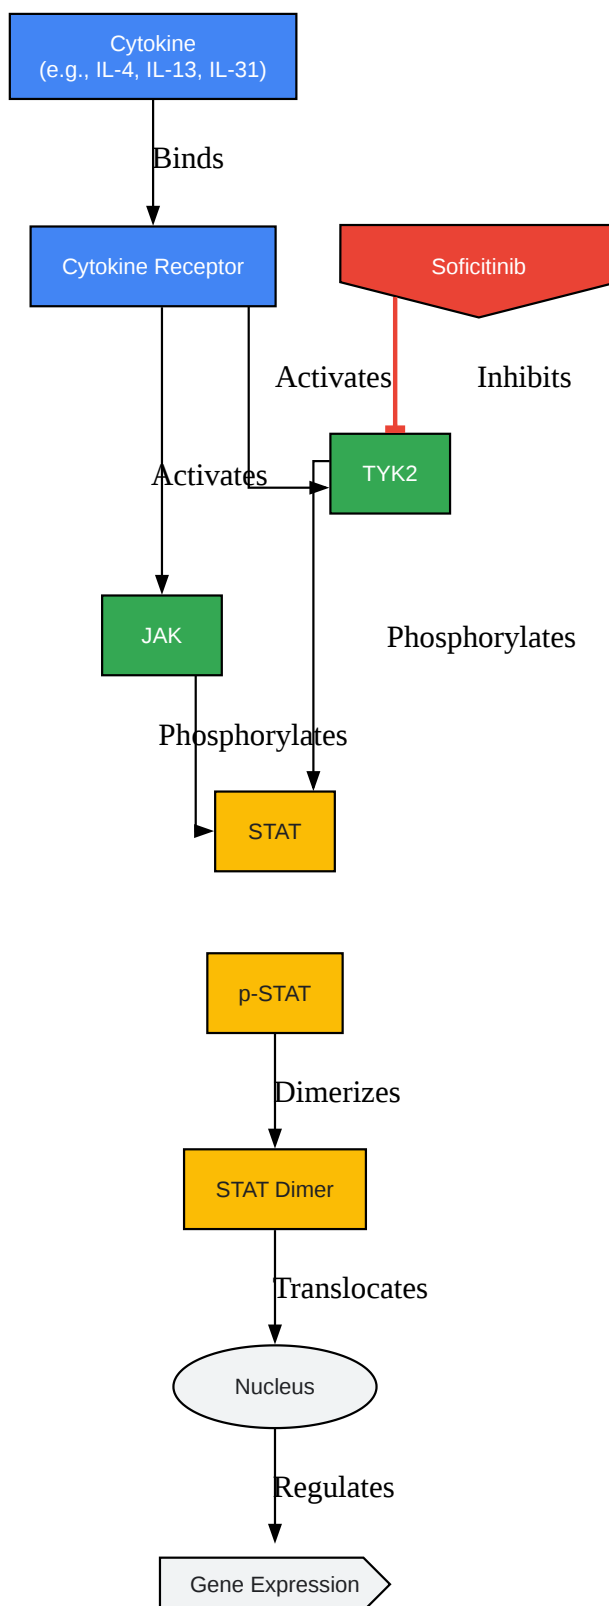 Cytokine
(e.g., IL-4, IL-13, IL-31)
Binds
Cytokine Receptor
Soficitinib
Activates
Inhibits
Activates
TYK2
JAK
Phosphorylates
Phosphorylates
STAT
p-STAT
Dimerizes
STAT Dimer
Translocates
Nucleus
Regulates
Gene Expression